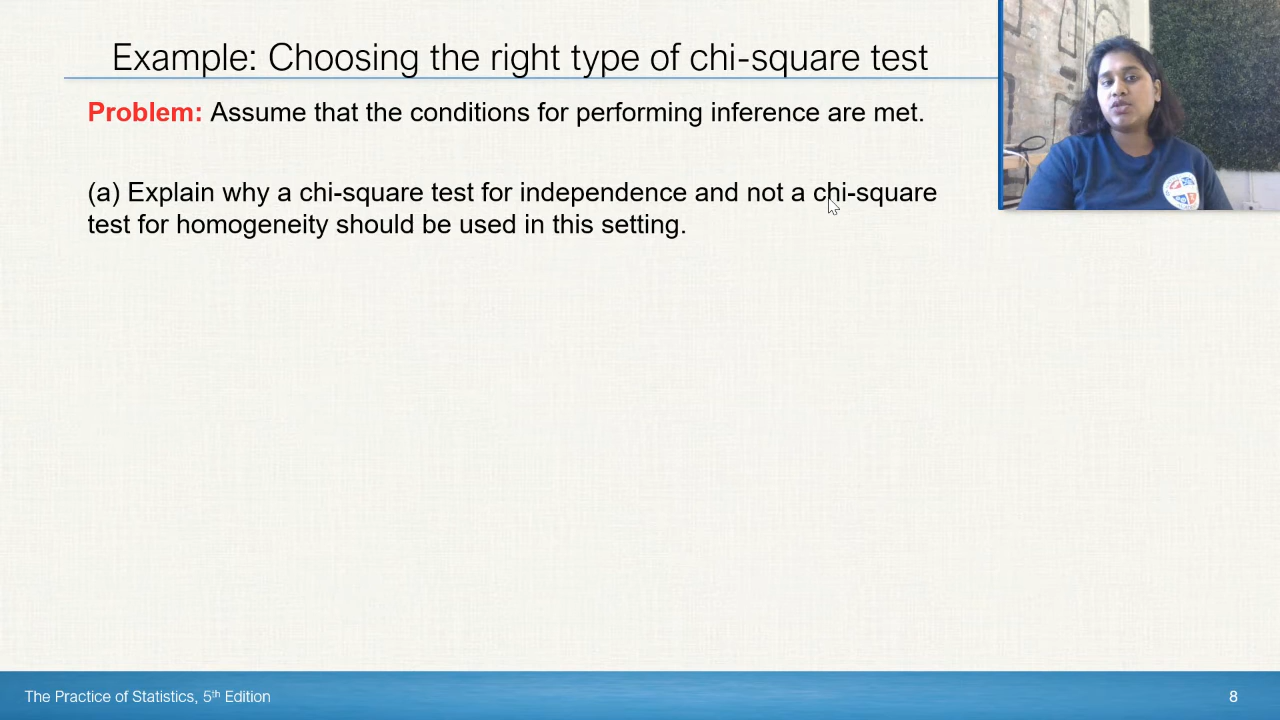 Example: Choosing the right type of chi-square test
Problem: Assume that the conditions for performing inference are met.
(a) Explain why a chi-square test for independence and not a chi-square
test for homogeneity should be used in this setting.
The Practice of Statistics, 5th Edition
8